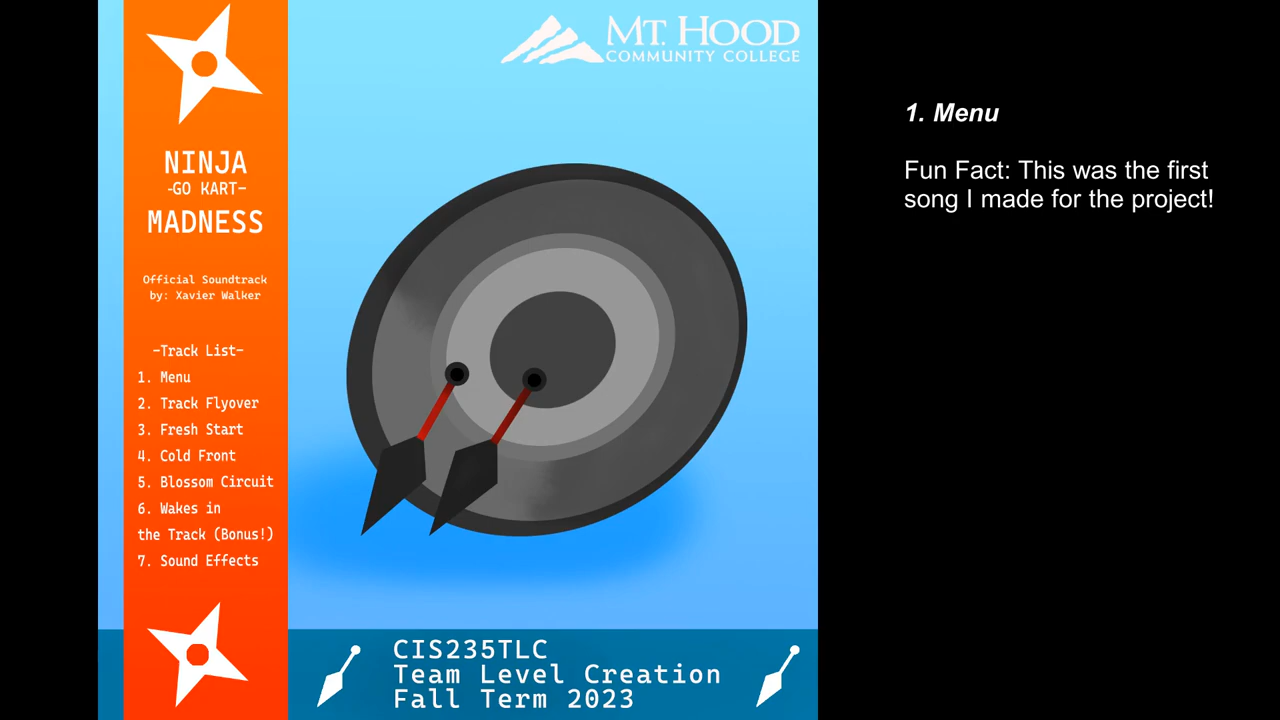 NINJA
-GO KART-
MADNESS
Official Soundtrack
by: Xavier Walker
-Track List-
1. Menu
2. Track Flyover
3. Fresh Start
4. Cold Front
5. Blossom Circuit
6. Wakes in
the Track (Bonus!)
7. Sound Effects
MT. HOOD
COMMUNITY COLLEGE
CIS235TLC
Team Level Creation
Fall Term 2023
1. Menu
Fun Fact: This was the first
song I made for the project!